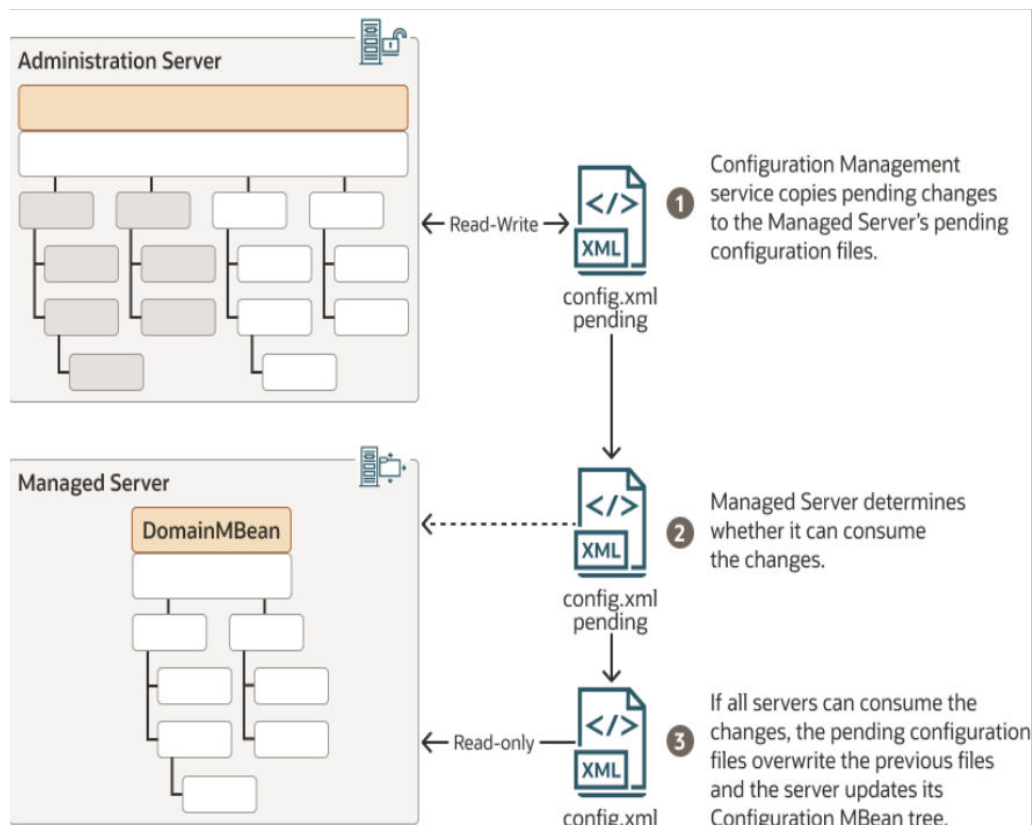 Administration Server
Read-Write
</>
XML
config.xml
pending
1
Configuration Management
service copies pending changes
to the Managed Server's pending
configuration files.
Managed Server
DomainMBean
</>
XML
config.xml
pending
2
Managed Server determines
whether it can consume
the changes.
Read-only
</>
XML
config.xml
3
If all servers can consume the
changes, the pending configuration
files overwrite the previous files
and the server updates its
Configuration MBean tree.